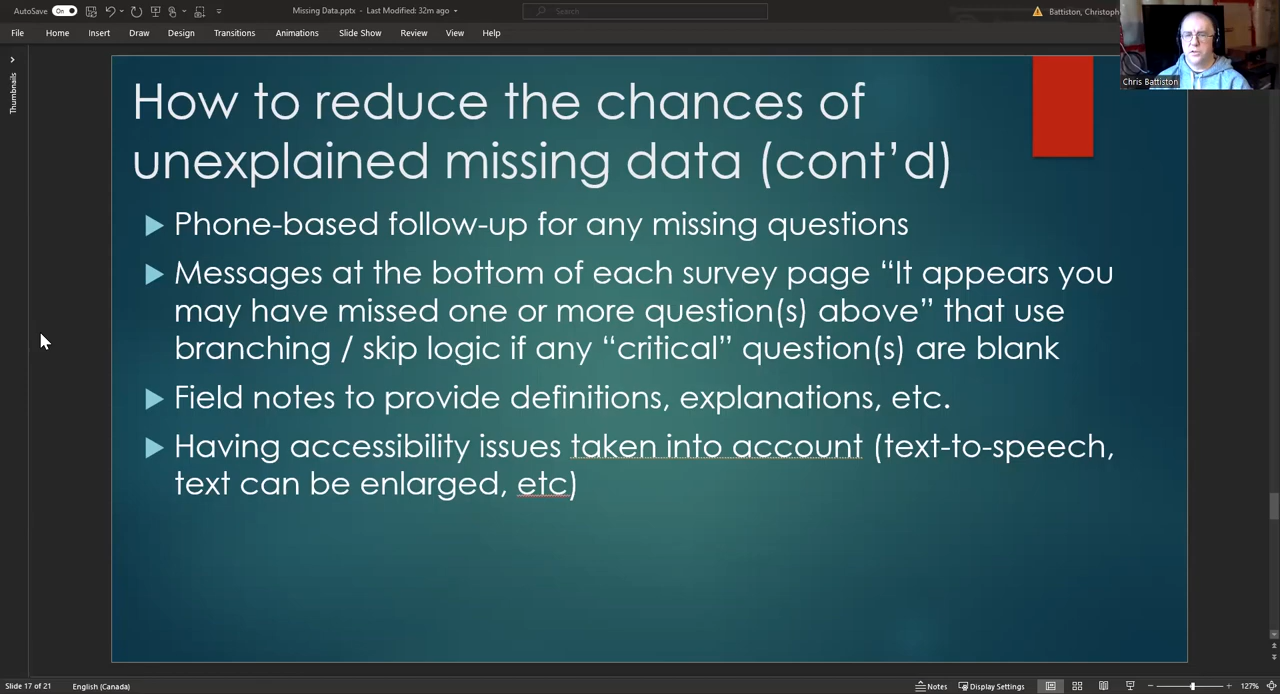 AutoSave On Missing Data.pptx • Last Modified: 32m ago Search Battiston, Christoph
File Home Insert Draw Design Transitions Animations Slide Show Review View Help
Chris Battiston
Thumbnails
How to reduce the chances of
unexplained missing data (cont’d)
Phone-based follow-up for any missing questions
Messages at the bottom of each survey page “It appears you
may have missed one or more question(s) above” that use
branching / skip logic if any “critical” question(s) are blank
Field notes to provide definitions, explanations, etc.
Having accessibility issues taken into account (text-to-speech,
text can be enlarged, etc)
Slide 17 of 21 English (Canada) Notes Display Settings 127%